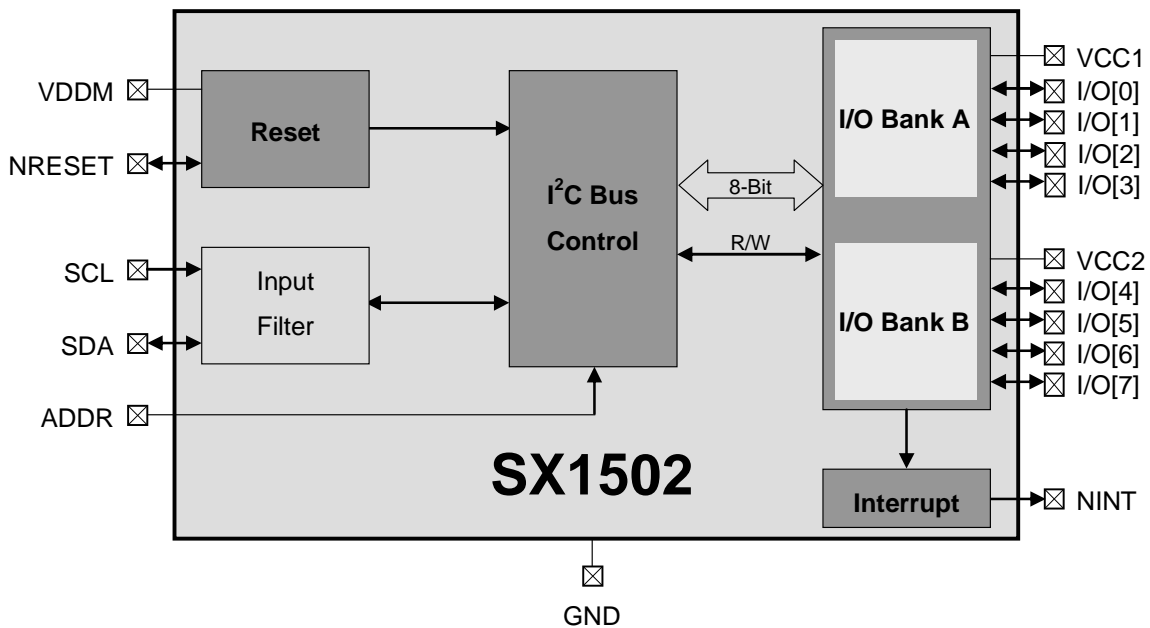 VDDM
NRESET
SCL
SDA
ADDR
Reset
Input
Filter
I²C Bus
Control
8-Bit
R/W
I/O Bank A
I/O Bank B
VCC1
I/O[0]
I/O[1]
I/O[2]
I/O[3]
VCC2
I/O[4]
I/O[5]
I/O[6]
I/O[7]
SX1502
Interrupt
NINT
GND